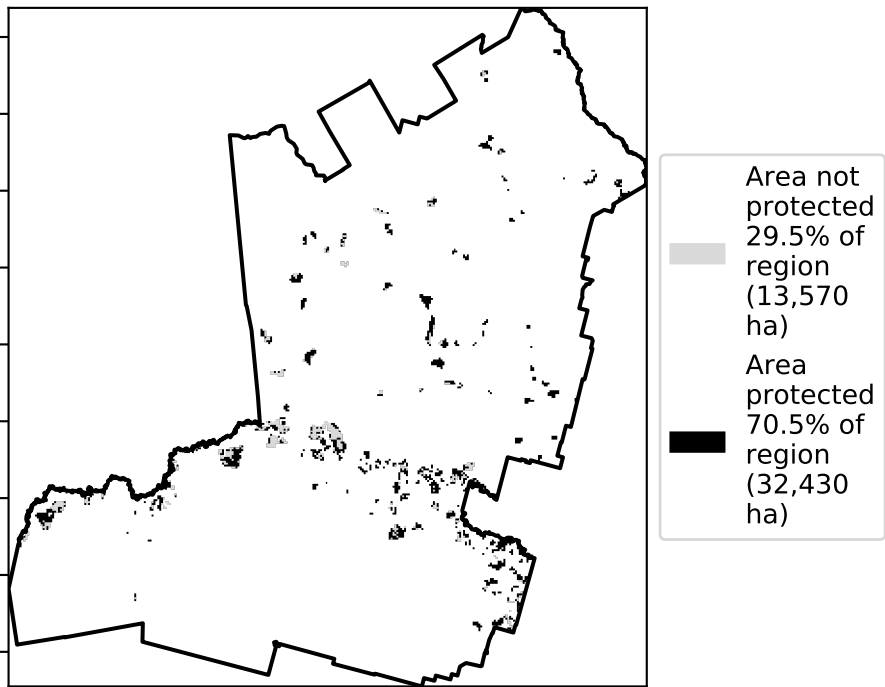 Area not
protected
29.5% of
region
(13,570
ha)
Area
protected
70.5% of
region
(32,430
ha)